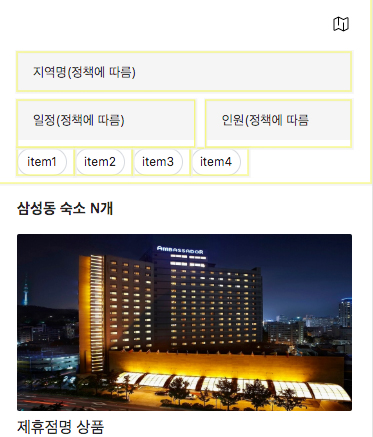 지역명(정책에 따름)
일정(정책에 따름) 인원(정책에 따름
item1 item2 item3 item4
삼성동 숙소 N개
AMBASSADOR
제휴점명 상품